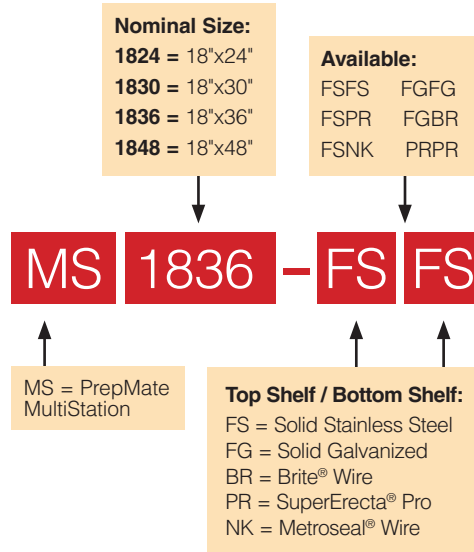 Nominal Size:
1824 = 18"x24"
1830 = 18"x30"
1836 = 18"x36"
1848 = 18"x48"
Available:
FSFS FGFG
FSPR FGBR
FSNK PRPR
MS 1836 – FS FS
MS = PrepMate
MultiStation
Top Shelf / Bottom Shelf:
FS = Solid Stainless Steel
FG = Solid Galvanized
BR = Brite® Wire
PR = SuperErecta® Pro
NK = Metroseal® Wire